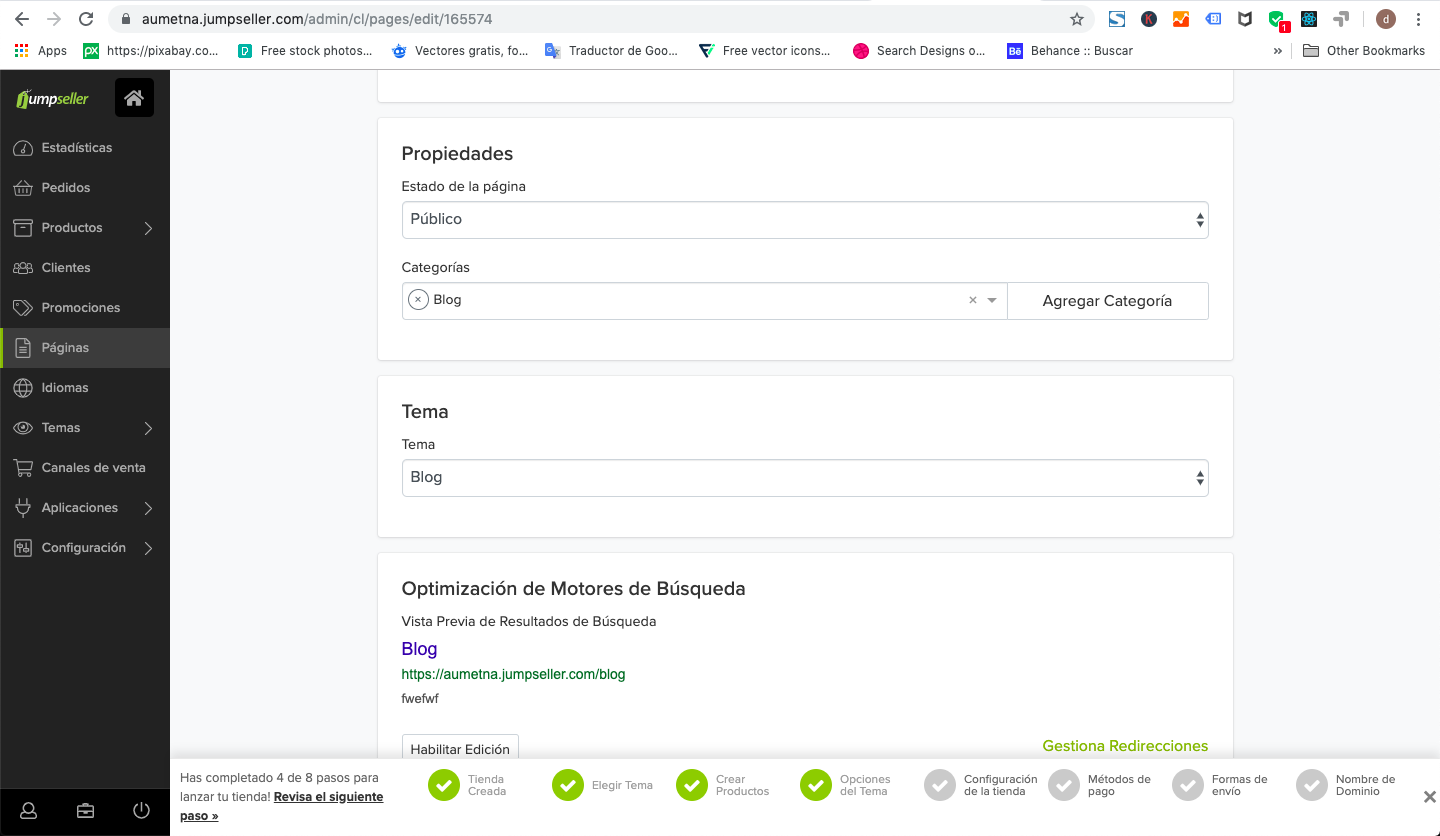 aumetna.jumpseller.com/admin/cl/pages/edit/165574
1
d
Apps
https://pixabay.co...
Free stock photos...
Vectores gratis, fo...
Traductor de Goo...
Free vector icons...
Search Designs o...
Behance :: Buscar
»
Other Bookmarks
jumpseller
Estadísticas
Pedidos
Productos
Clientes
Promociones
Páginas
Idiomas
Temas
Canales de venta
Aplicaciones
Configuración
Propiedades
Estado de la página
Público
Categorías
× Blog
×
Agregar Categoría
Tema
Tema
Blog
Optimización de Motores de Búsqueda
Vista Previa de Resultados de Búsqueda
Blog
https://aumetna.jumpseller.com/blog
fwefwf
Habilitar Edición
Gestiona Redirecciones
Has completado 4 de 8 pasos para
lanzar tu tienda! Revisa el siguiente
paso »
Tienda
Creada
Elegir Tema
Crear
Productos
Opciones
del Tema
Configuración
de la tienda
Métodos de
pago
Formas de
envío
Nombre de
Dominio